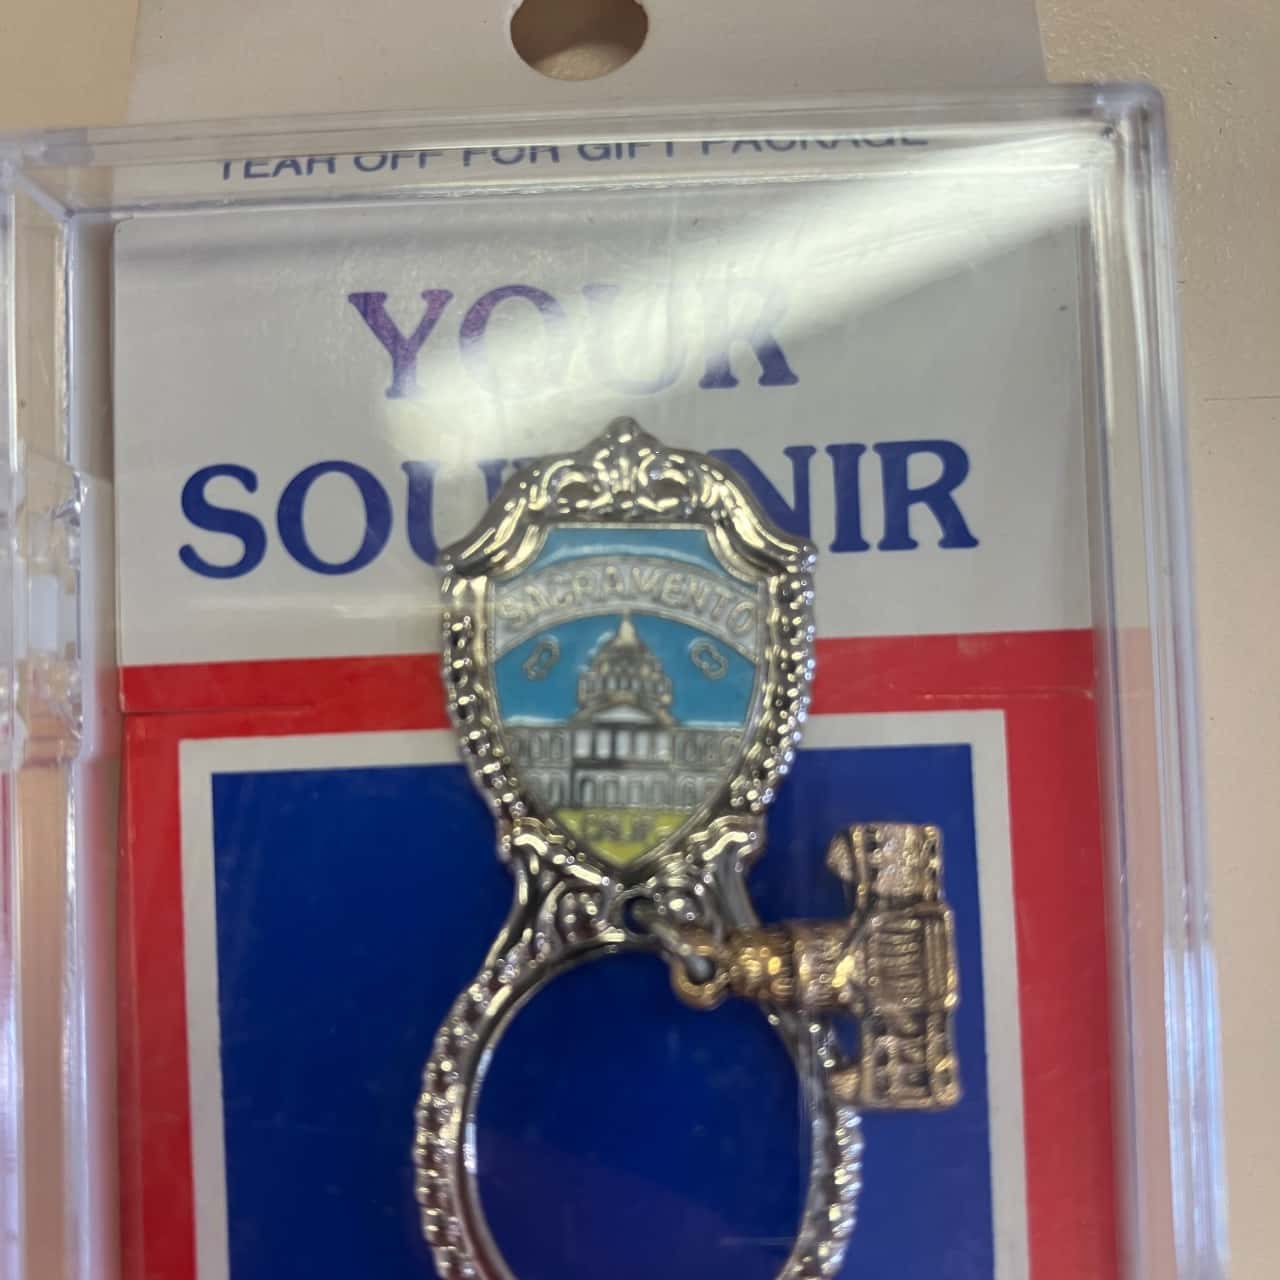 TEAR OFF FOR GIFT PACKAGE
YOUR
SOUVENIR
SACRAMENTO
CALIF.